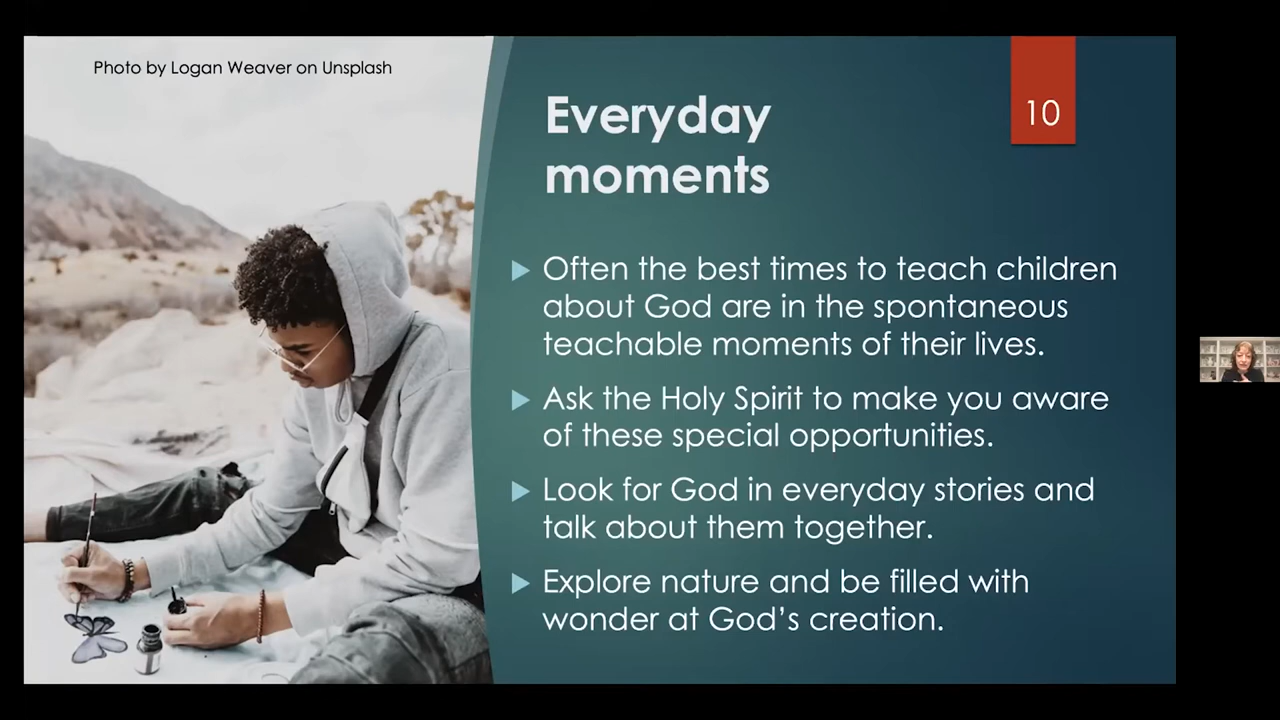 Photo by Logan Weaver on Unsplash
Everyday
moments
10
Often the best times to teach children
about God are in the spontaneous
teachable moments of their lives.
Ask the Holy Spirit to make you aware
of these special opportunities.
Look for God in everyday stories and
talk about them together.
Explore nature and be filled with
wonder at God's creation.